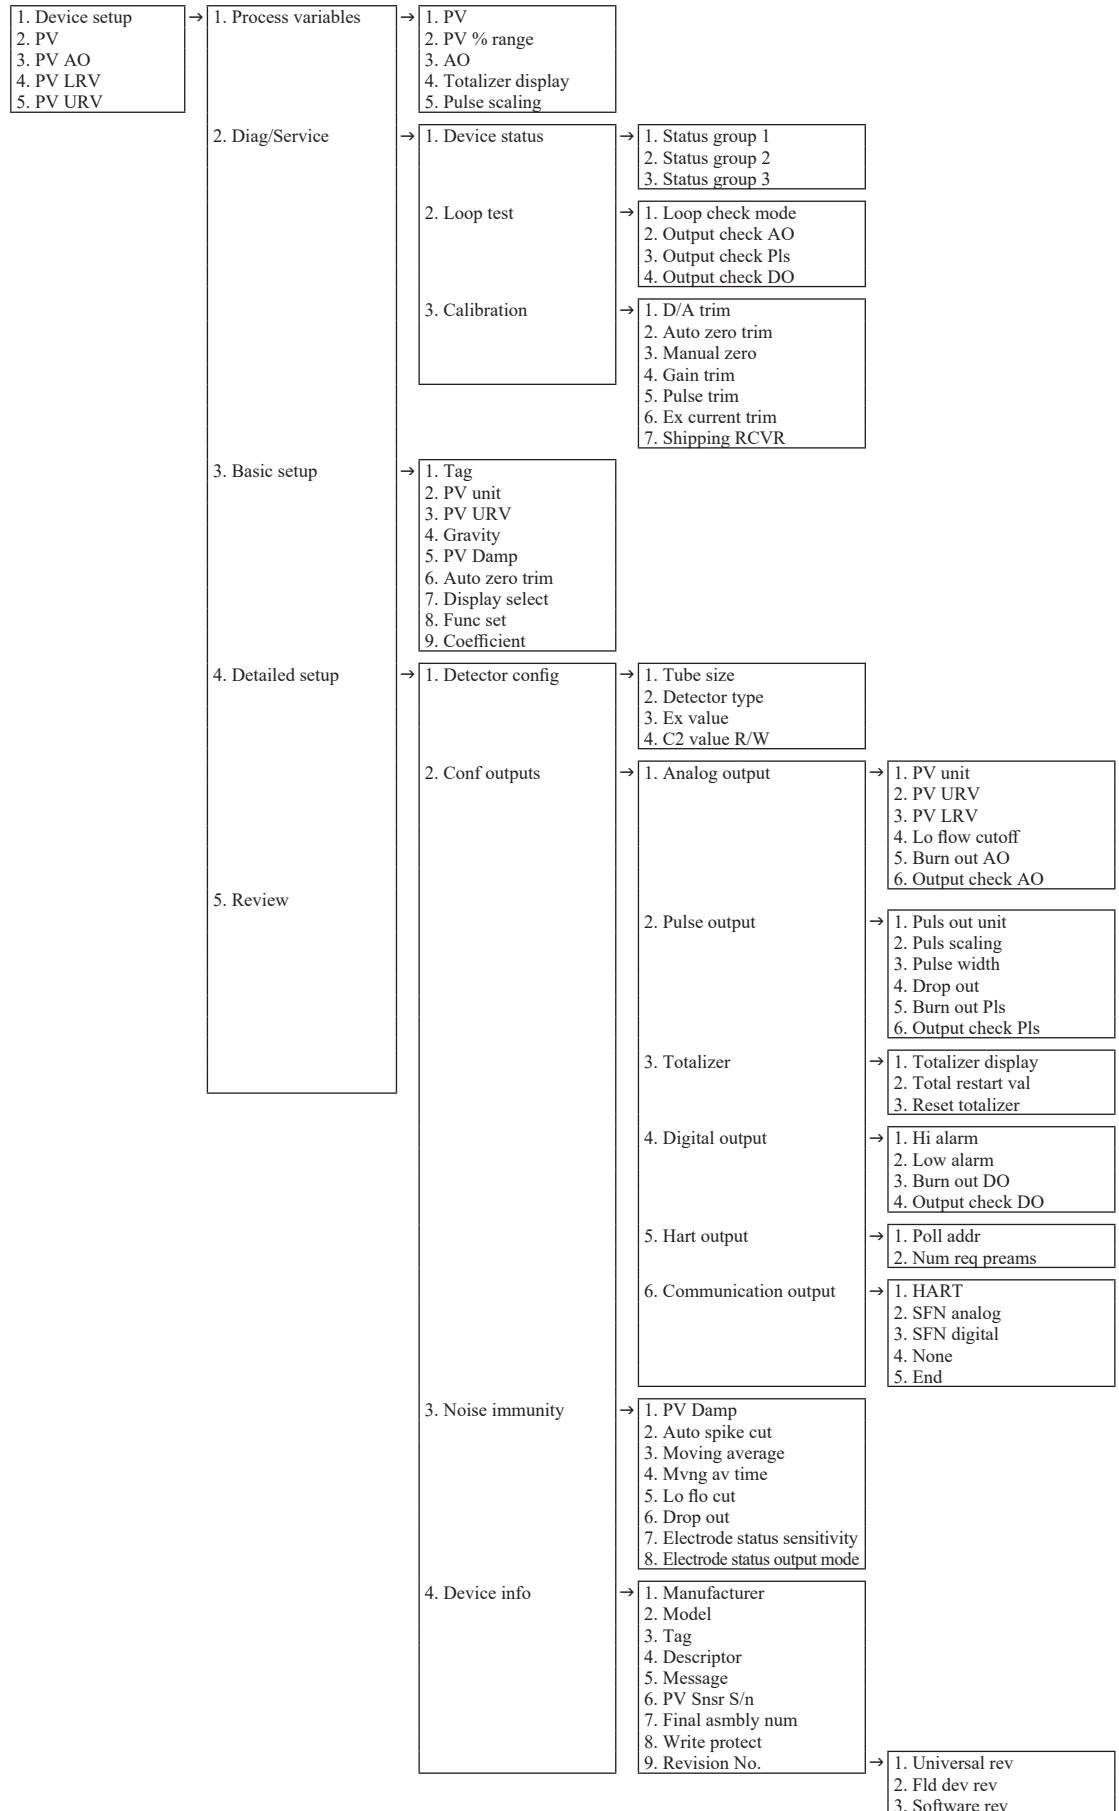 1. Device setup
2. PV
3. PV AO
4. PV LRV
5. PV URV
→ 1. Process variables
→ 1. PV
2. PV % range
3. AO
4. Totalizer display
5. Pulse scaling
2. Diag/Service
→ 1. Device status
→ 1. Status group 1
2. Status group 2
3. Status group 3
2. Loop test
→ 1. Loop check mode
2. Output check AO
3. Output check Pls
4. Output check DO
3. Calibration
→ 1. D/A trim
2. Auto zero trim
3. Manual zero
4. Gain trim
5. Pulse trim
6. Ex current trim
7. Shipping RCVR
3. Basic setup
→ 1. Tag
2. PV unit
3. PV URV
4. Gravity
5. PV Damp
6. Auto zero trim
7. Display select
8. Func set
9. Coefficient
4. Detailed setup
→ 1. Detector config
→ 1. Tube size
2. Detector type
3. Ex value
4. C2 value R/W
2. Conf outputs
→ 1. Analog output
→ 1. PV unit
2. PV URV
3. PV LRV
4. Lo flow cutoff
5. Burn out AO
6. Output check AO
5. Review
2. Pulse output
→ 1. Puls out unit
2. Puls scaling
3. Pulse width
4. Drop out
5. Burn out Pls
6. Output check Pls
3. Totalizer
→ 1. Totalizer display
2. Total restart val
3. Reset totalizer
4. Digital output
→ 1. Hi alarm
2. Low alarm
3. Burn out DO
4. Output check DO
5. Hart output
→ 1. Poll addr
2. Num req preams
6. Communication output
→ 1. HART
2. SFN analog
3. SFN digital
4. None
5. End
3. Noise immunity
→ 1. PV Damp
2. Auto spike cut
3. Moving average
4. Mvng av time
5. Lo flo cut
6. Drop out
7. Electrode status sensitivity
8. Electrode status output mode
4. Device info
→ 1. Manufacturer
2. Model
3. Tag
4. Descriptor
5. Message
6. PV Snsr S/n
7. Final asmbly num
8. Write protect
9. Revision No.
→ 1. Universal rev
2. Fld dev rev
3. Software rev